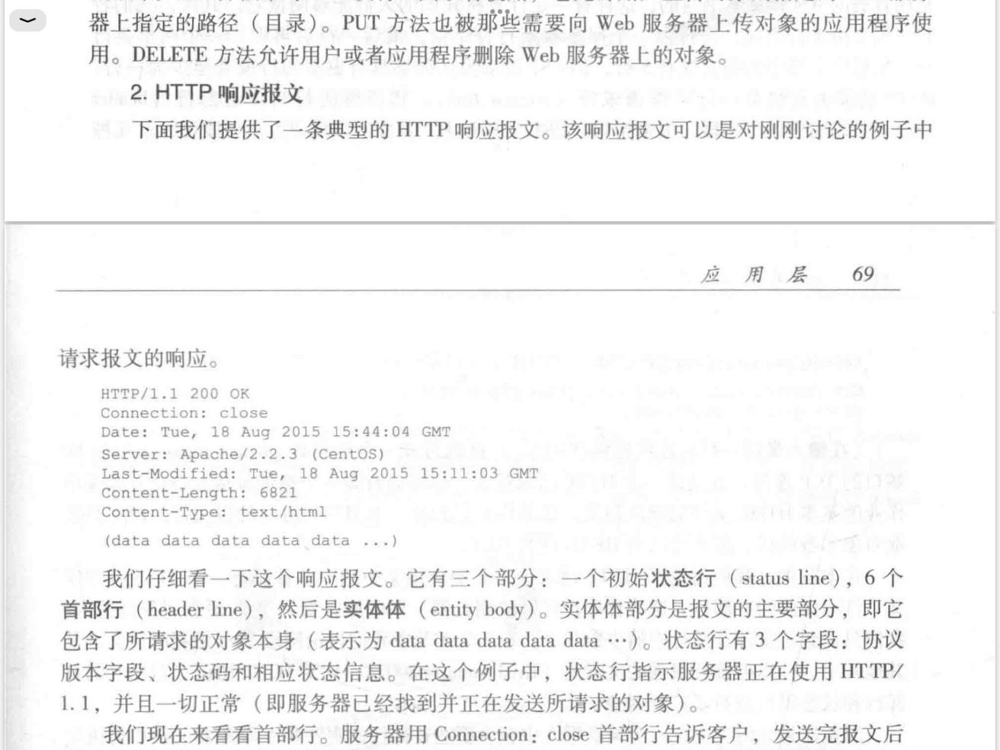 器上指定的路径（目录）。PUT 方法也被那些需要向 Web 服务器上传对象的应用程序使
用。DELETE 方法允许用户或者应用程序删除 Web 服务器上的对象。
2. HTTP 响应报文
下面我们提供了一条典型的 HTTP 响应报文。该响应报文可以是对刚刚讨论的例子中
应 用 层 69
请求报文的响应。
HTTP/1.1 200 OK
Connection: close
Date: Tue, 18 Aug 2015 15:44:04 GMT
Server: Apache/2.2.3 (CentOS)
Last-Modified: Tue, 18 Aug 2015 15:11:03 GMT
Content-Length: 6821
Content-Type: text/html
(data data data data data ...)
我们仔细看一下这个响应报文。它有三个部分：一个初始状态行（status line），6 个
首部行（header line），然后是实体体（entity body）。实体体部分是报文的主要部分，即它
包含了所请求的对象本身（表示为 data data data data data …）。状态行有 3 个字段：协议
版本字段、状态码和相应状态信息。在这个例子中，状态行指示服务器正在使用 HTTP/
1.1，并且一切正常（即服务器已经找到并正在发送所请求的对象）。
我们现在来看看首部行。服务器用 Connection: close 首部行告诉客户，发送完报文后